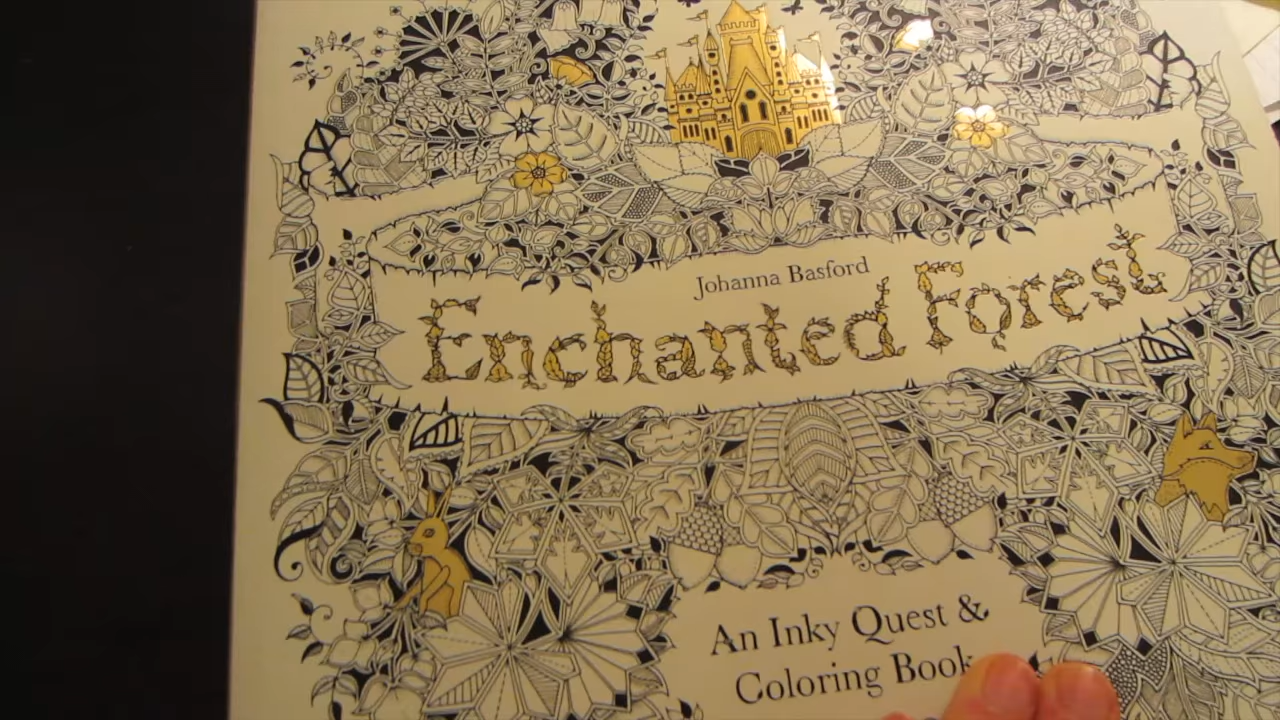 Johanna Basford
Enchanted Forest
An Inky Quest &
Coloring Book